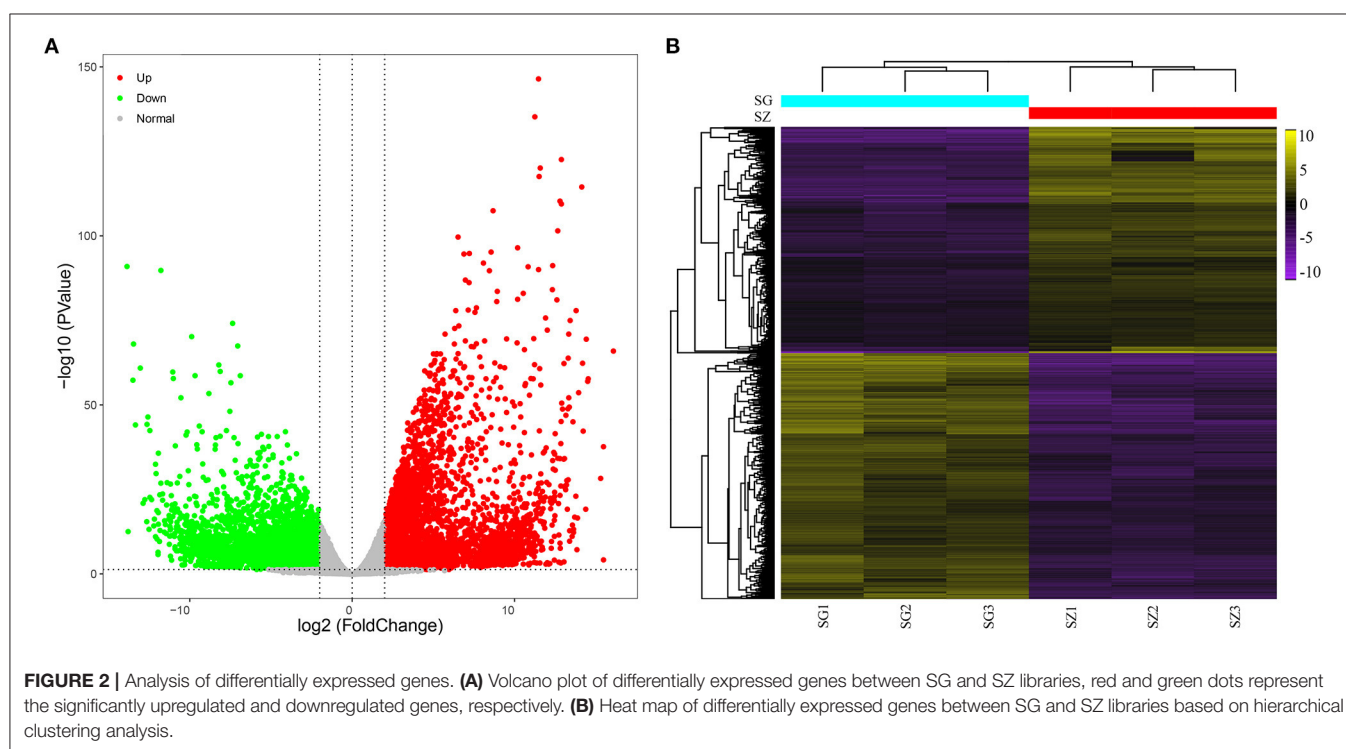 A
150
100
50
0
−log10 (PValue)
Up
Down
Normal
−10
0
10
log2 (FoldChange)
B
SG
SZ
10
5
0
-5
-10
SG1
SG2
SG3
SZ1
SZ2
SZ3
FIGURE 2 | Analysis of differentially expressed genes. (A) Volcano plot of differentially expressed genes between SG and SZ libraries, red and green dots represent
the significantly upregulated and downregulated genes, respectively. (B) Heat map of differentially expressed genes between SG and SZ libraries based on hierarchical
clustering analysis.